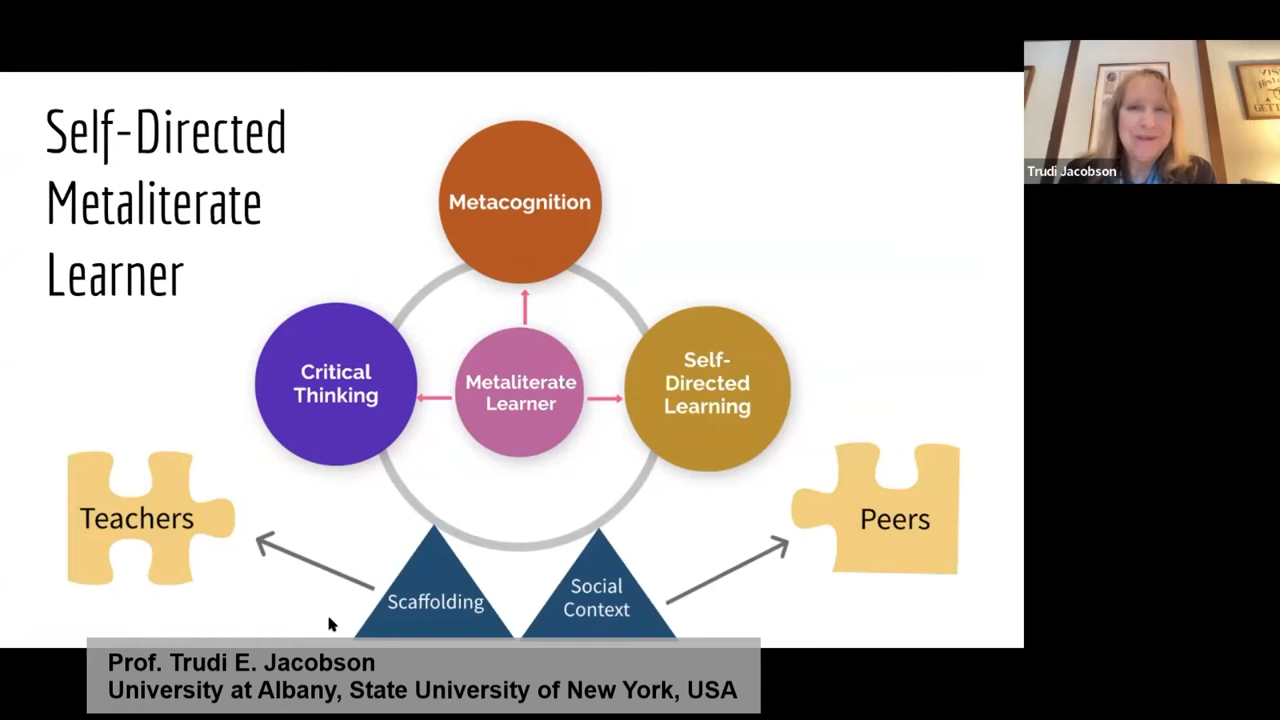 Self-Directed
Metaliterate
Learner
Metacognition
Critical
Thinking
Metaliterate
Learner
Self-
Directed
Learning
Teachers
Peers
Scaffolding
Social
Context
Trudi Jacobson
Prof. Trudi E. Jacobson
University at Albany, State University of New York, USA